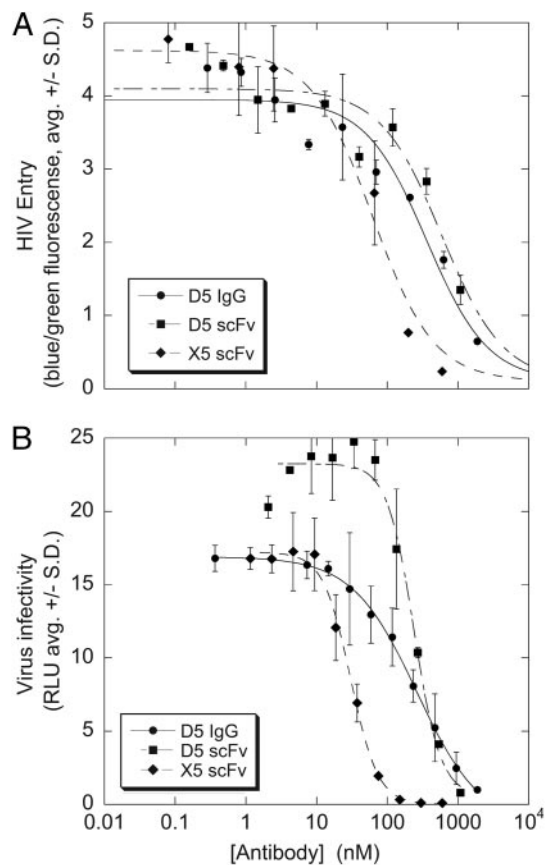 A
HIV Entry
(blue/green fluorescense, avg. +/- S.D.)
5
4
3
2
1
0
D5 IgG
D5 scFv
X5 scFv
B
Virus infectivity
(RLU avg. +/- S.D.)
25
20
15
10
5
0
D5 IgG
D5 scFv
X5 scFv
0.01 0.1 1 10 100 1000 10⁴
[Antibody] (nM)